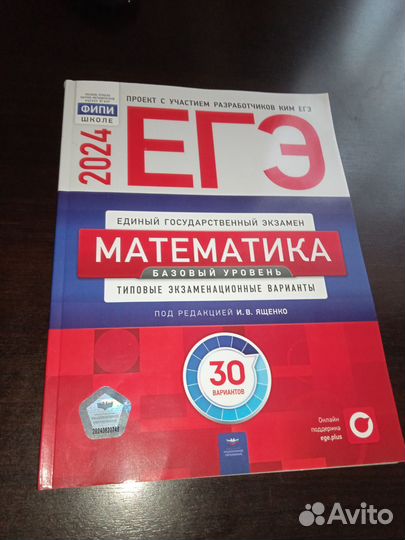 ПРОЕКТ С УЧАСТИЕМ РАЗРАБОТЧИКОВ КИМ ЕГЭ
ФИПИ
ШКОЛЕ
2024
ЕГЭ
ЕДИНЫЙ ГОСУДАРСТВЕННЫЙ ЭКЗАМЕН
МАТЕМАТИКА
БАЗОВЫЙ УРОВЕНЬ
ТИПОВЫЕ ЭКЗАМЕНАЦИОННЫЕ ВАРИАНТЫ
ПОД РЕДАКЦИЕЙ И.В. ЯЩЕНКО
30
ВАРИАНТОВ
Онлайн
поддержка
ege.plus
Avito